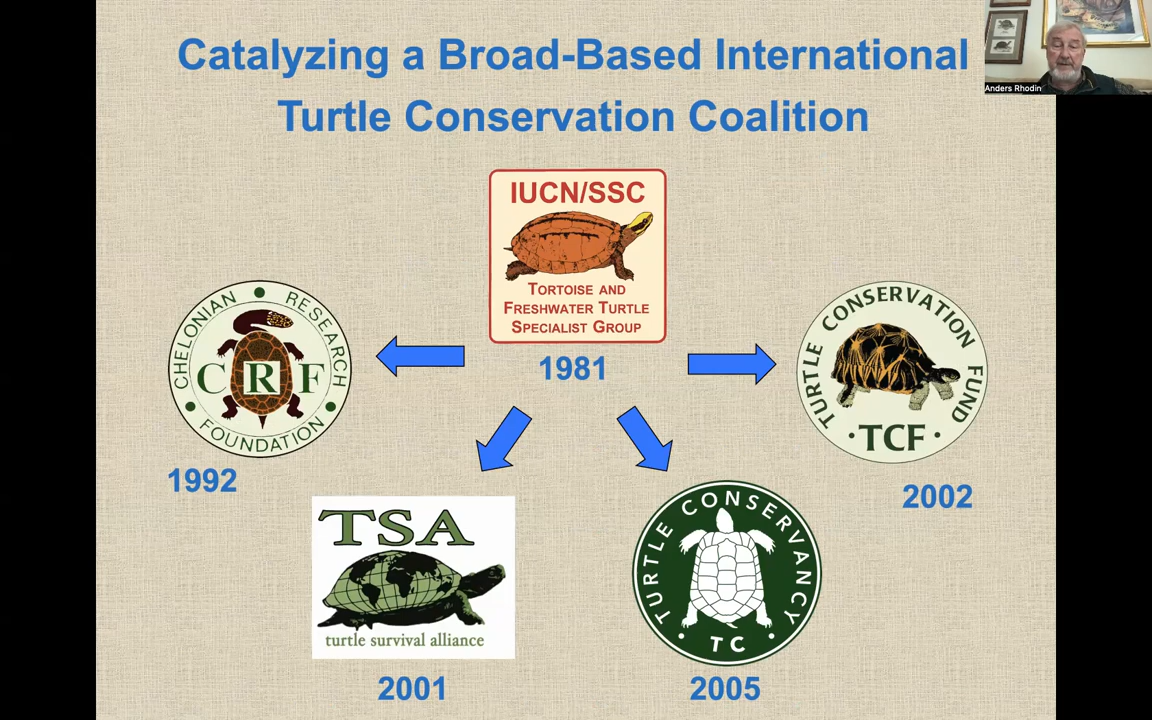 Catalyzing a Broad-Based International
Turtle Conservation Coalition
Anders Rhodin
IUCN/SSC
TORTOISE AND
FRESHWATER TURTLE
SPECIALIST GROUP
1981
CHELONIAN RESEARCH
CRF
FOUNDATION
1992
TURTLE CONSERVATION FUND
TCF
2002
TSA
turtle survival alliance
2001
TURTLE CONSERVANCY
TC
2005